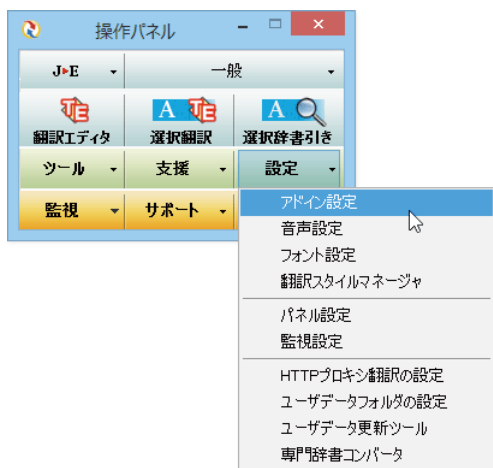 操作パネル
J▶E 一般
翻訳エディタ 選択翻訳 選択辞書引き
ツール 支援 設定
監視 サポート
アドイン設定
音声設定
フォント設定
翻訳スタイルマネージャ
パネル設定
監視設定
HTTPプロキシ翻訳の設定
ユーザデータフォルダの設定
ユーザデータ更新ツール
専門辞書コンバータ